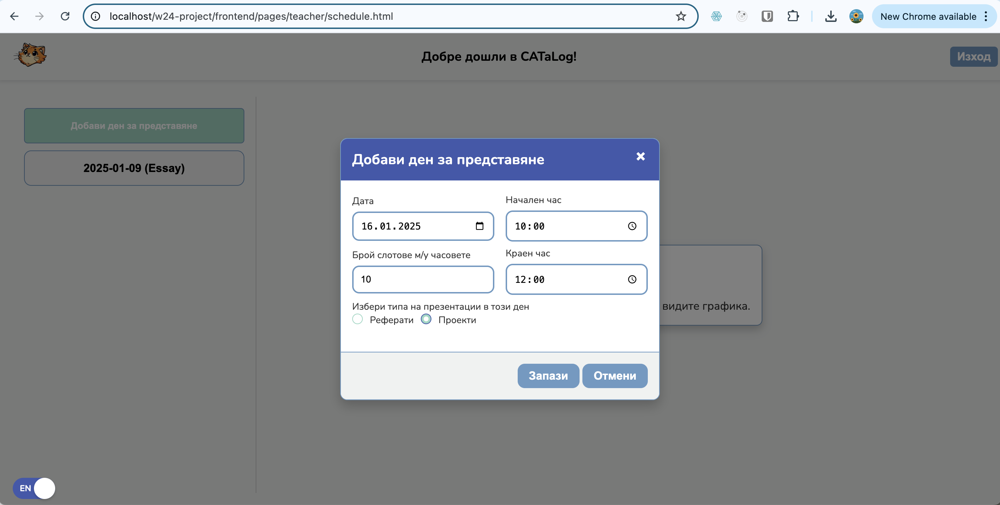 localhost/w24-project/frontend/pages/teacher/schedule.html
New Chrome available
Добре дошли в CATaLog!
Изход
Добави ден за представяне
2025-01-09 (Essay)
Добави ден за представяне
Дата
Начален час
16.01.2025
10:00
Брой слотове м/у часовете
Краен час
10
12:00
Избери типа на презентации в този ден
Реферати
Проекти
видите графика.
Запази
Отмени
EN